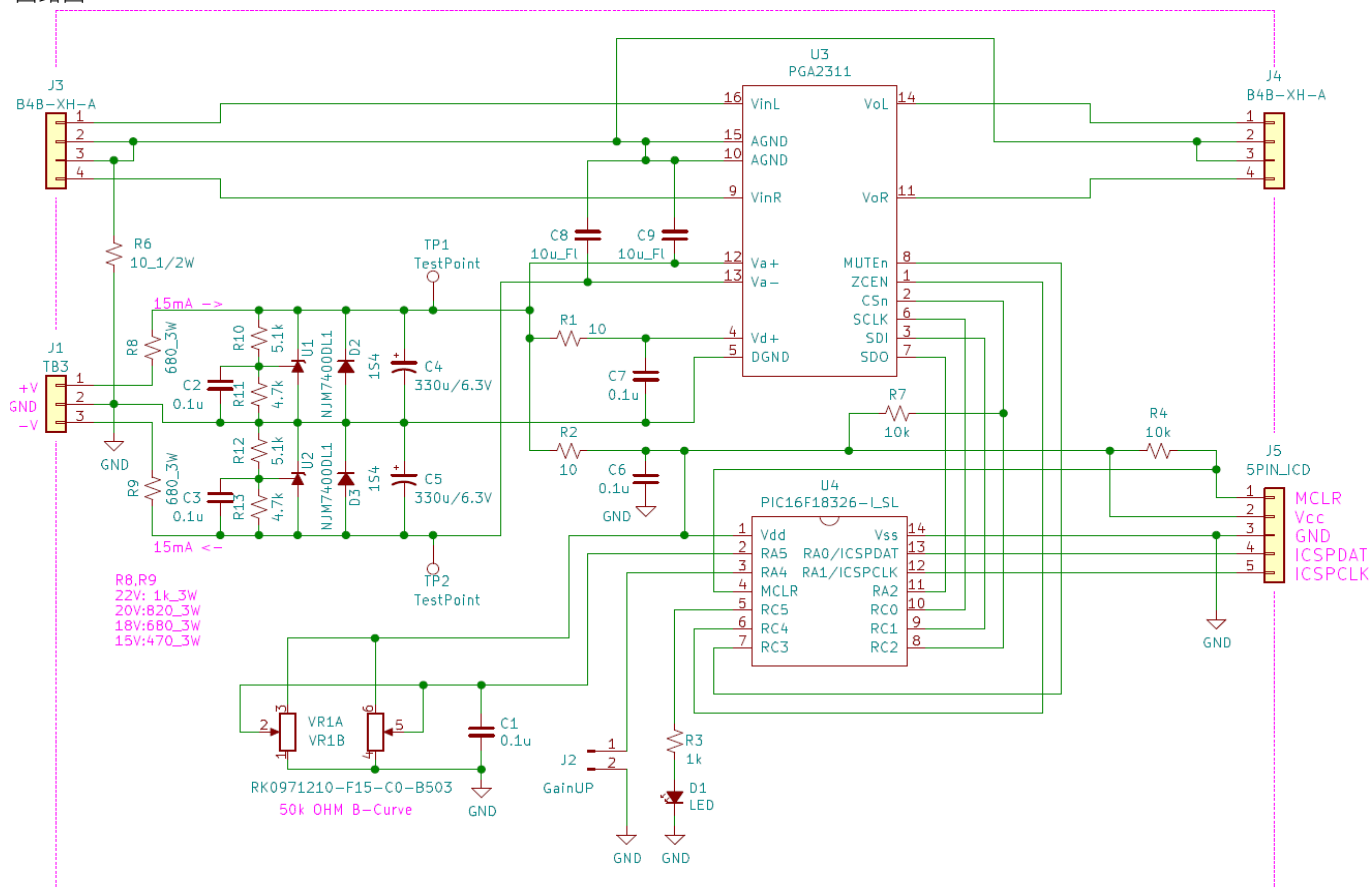 U3
PGA2311
J3
B4B-XH-A
J4
B4B-XH-A
1
2
3
4
16 VinL
15 AGND
10 AGND
9 VinR
12 Va+
13 Va-
4 Vd+
5 DGND
VoL 14
VoR 11
MUTEn 8
ZCEN 1
CSn 2
SCLK 6
SDI 3
SDO 7
1
2
3
4
R6
10_1/2W
TP1
TestPoint
C8
10u_Fl
C9
10u_Fl
15mA ->
R8
680_3W
R10
5.1k
U1
NJM7400DL1
D2
1S4
+
C4
330u/6.3V
R1
10
C7
0.1u
J1
TB3
+V
GND
-V
1
2
3
C2
0.1u
R11
4.7k
GND
R9
680_3W
R12
5.1k
U2
NJM7400DL1
D3
1S4
+
C5
330u/6.3V
C3
0.1u
R13
4.7k
15mA <-
TP2
TestPoint
R2
10
C6
0.1u
GND
R7
10k
R4
10k
J5
5PIN_ICD
1 MCLR
2 Vcc
3 GND
4 ICSPDAT
5 ICSPCLK
GND
U4
PIC16F18326-I_SL
1 Vdd
2 RA5
3 RA4
4 MCLR
5 RC5
6 RC4
7 RC3
Vss 14
RA0/ICSPDAT 13
RA1/ICSPCLK 12
RA2 11
RC0 10
RC1 9
RC2 8
R8,R9
22V: 1k_3W
20V:820_3W
18V:680_3W
15V:470_3W
3
2
1
VR1A
VR1B
6
5
4
C1
0.1u
RK0971210-F15-C0-B503
50k OHM B-Curve
GND
J2
GainUP
1
2
GND
R3
1k
D1
LED
GND